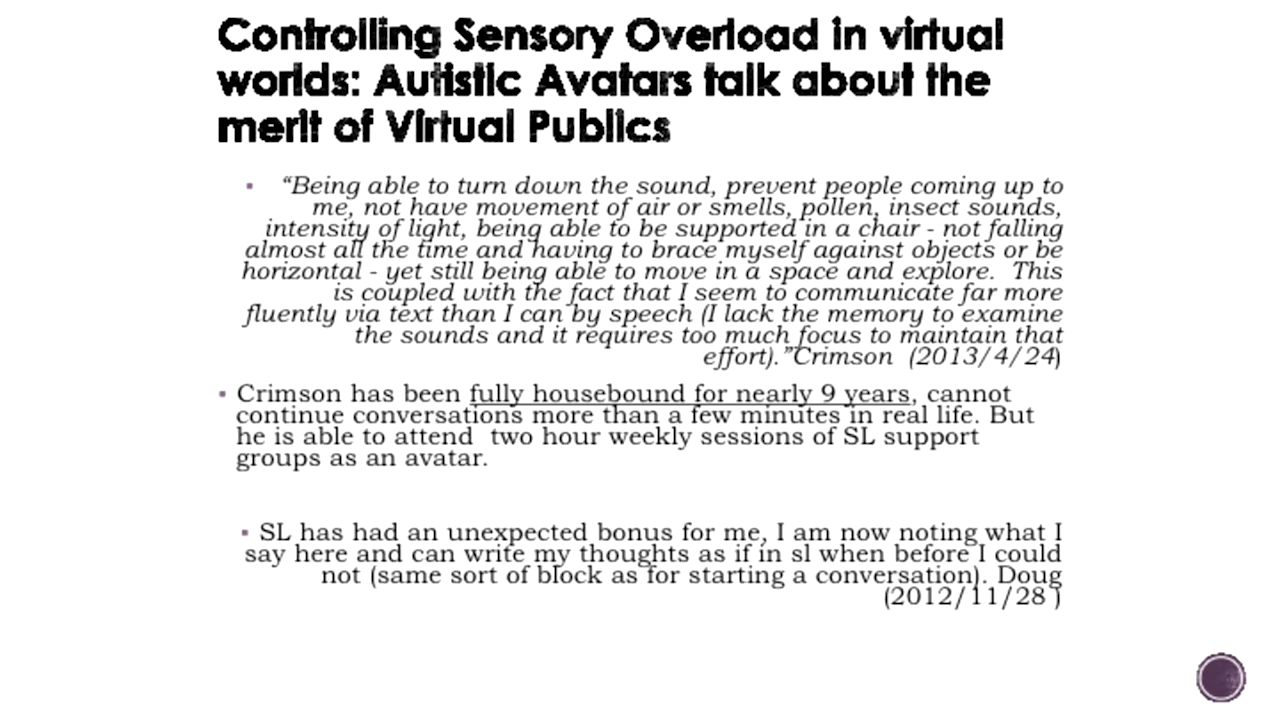 Controlling Sensory Overload in virtual
worlds: Autistic Avatars talk about the
merit of Virtual Publics
▪ “Being able to turn down the sound, prevent people coming up to
me, not have movement of air or smells, pollen, insect sounds,
intensity of light, being able to be supported in a chair - not falling
almost all the time and having to brace myself against objects or be
horizontal - yet still being able to move in a space and explore. This
is coupled with the fact that I seem to communicate far more
fluently via text than I can by speech (I lack the memory to examine
the sounds and it requires too much focus to maintain that
effort).”Crimson (2013/4/24)
▪ Crimson has been fully housebound for nearly 9 years, cannot
continue conversations more than a few minutes in real life. But
he is able to attend two hour weekly sessions of SL support
groups as an avatar.
▪ SL has had an unexpected bonus for me, I am now noting what I
say here and can write my thoughts as if in sl when before I could
not (same sort of block as for starting a conversation). Doug
(2012/11/28 )